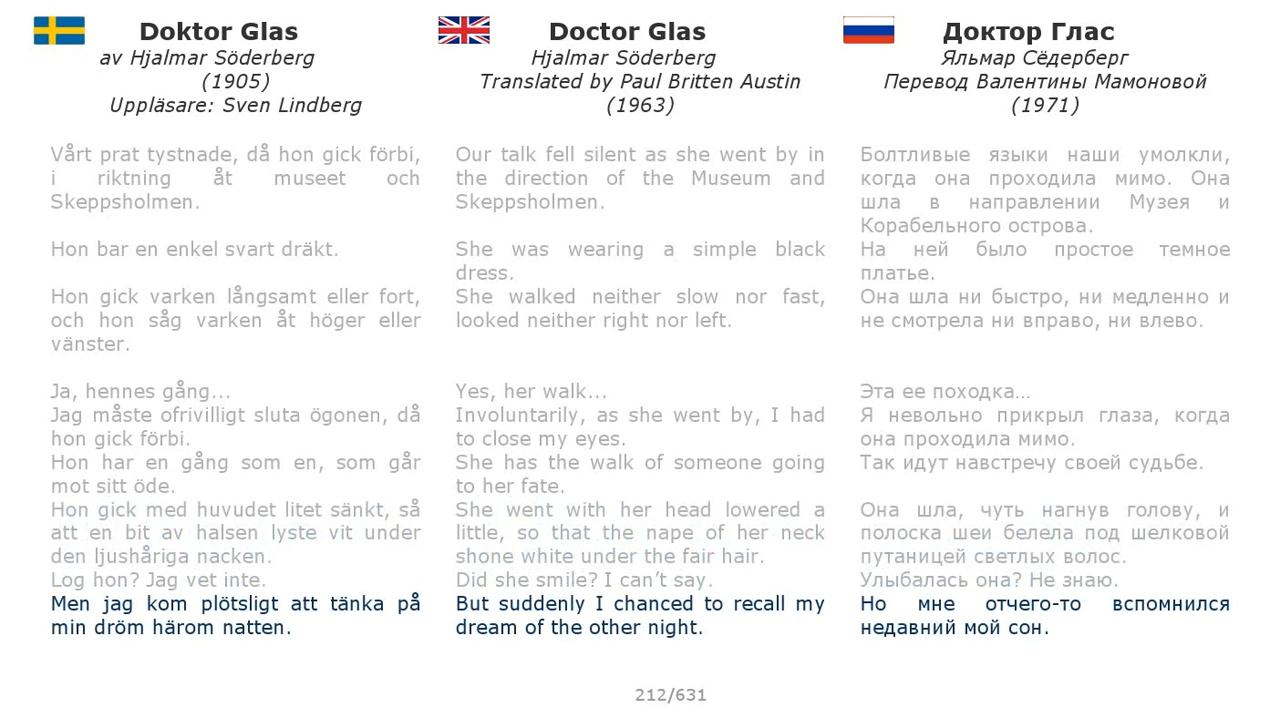 Doktor Glas
av Hjalmar Söderberg
(1905)
Uppläsare: Sven Lindberg
Vårt prat tystnade, då hon gick förbi,
i riktning åt museet och
Skeppsholmen.
Hon bar en enkel svart dräkt.
Hon gick varken långsamt eller fort,
och hon såg varken åt höger eller
vänster.
Ja, hennes gång...
Jag måste ofrivilligt sluta ögonen, då
hon gick förbi.
Hon har en gång som en, som går
mot sitt öde.
Hon gick med huvudet litet sänkt, så
att en bit av halsen lyste vit under
den ljushåriga nacken.
Log hon? Jag vet inte.
Men jag kom plötsligt att tänka på
min dröm härom natten.
Doctor Glas
Hjalmar Söderberg
Translated by Paul Britten Austin
(1963)
Our talk fell silent as she went by in
the direction of the Museum and
Skeppsholmen.
She was wearing a simple black
dress.
She walked neither slow nor fast,
looked neither right nor left.
Yes, her walk...
Involuntarily, as she went by, I had
to close my eyes.
She has the walk of someone going
to her fate.
She went with her head lowered a
little, so that the nape of her neck
shone white under the fair hair.
Did she smile? I can’t say.
But suddenly I chanced to recall my
dream of the other night.
Доктор Глас
Яльмар Сёдерберг
Перевод Валентины Мамоновой
(1971)
Болтливые языки наши умолкли,
когда она проходила мимо. Она
шла в направлении Музея и
Корабельного острова.
На ней было простое темное
платье.
Она шла ни быстро, ни медленно и
не смотрела ни вправо, ни влево.
Эта ее походка…
Я невольно прикрыл глаза, когда
она проходила мимо.
Так идут навстречу своей судьбе.
Она шла, чуть нагнув голову, и
полоска шеи белела под шелковой
путаницей светлых волос.
Улыбалась она? Не знаю.
Но мне отчего-то вспомнился
недавний мой сон.
212/631